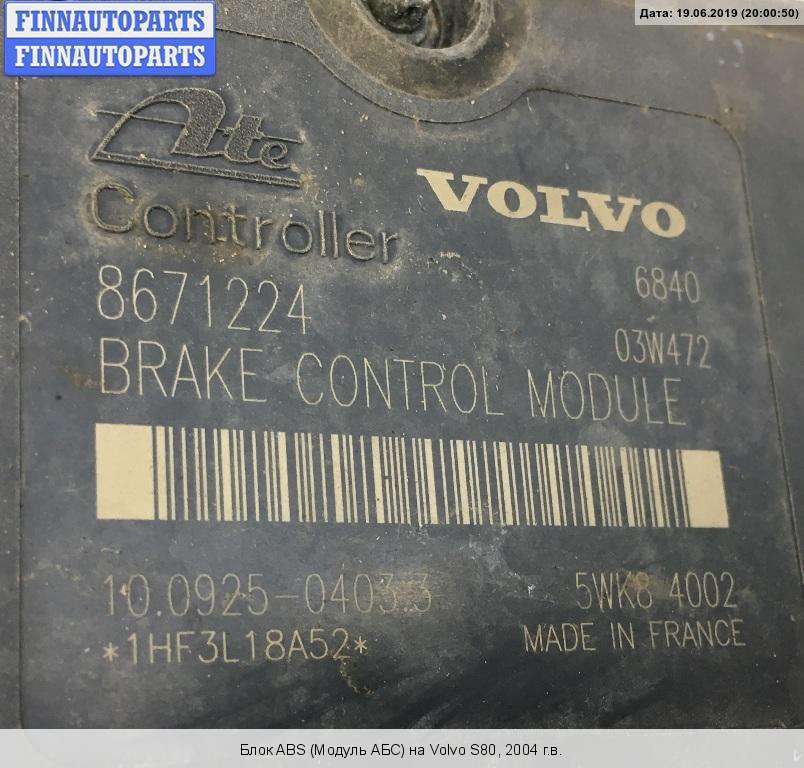 FINNAUTOPARTS
FINNAUTOPARTS
Дата: 19.06.2019 (20:00:50)
Ate
Controller
VOLVO
8671224
6840
03W472
BRAKE CONTROL MODULE
10.0925-0403.3
5WK8 4002
*1HF3L18A52*
MADE IN FRANCE
Блок ABS (Модуль АБС) на Volvo S80, 2004 г.в.